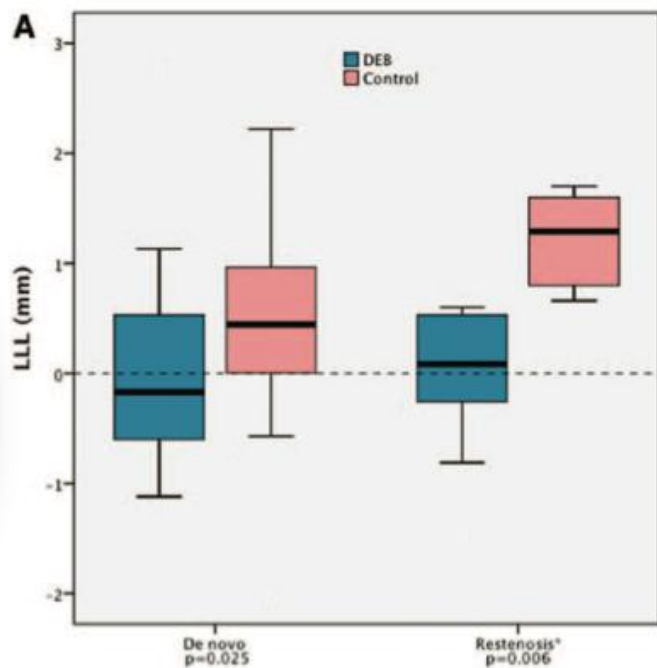 A
3
DEB
Control
2
1
LLL (mm)
0
-1
-2
De novo
p=0.025
Restenosis*
p=0.006